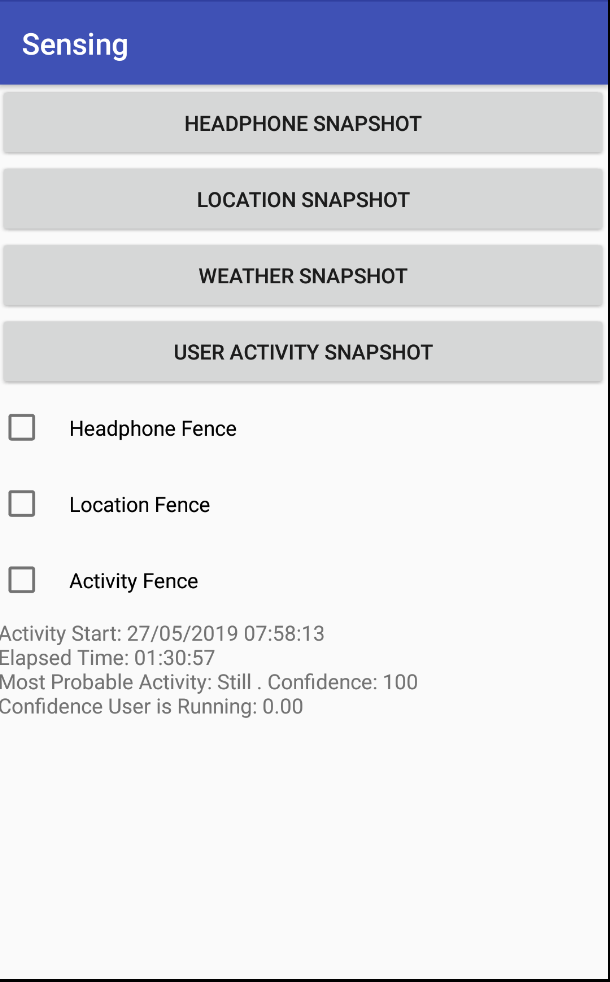 Sensing
HEADPHONE SNAPSHOT
LOCATION SNAPSHOT
WEATHER SNAPSHOT
USER ACTIVITY SNAPSHOT
Headphone Fence
Location Fence
Activity Fence
Activity Start: 27/05/2019 07:58:13
Elapsed Time: 01:30:57
Most Probable Activity: Still . Confidence: 100
Confidence User is Running: 0.00